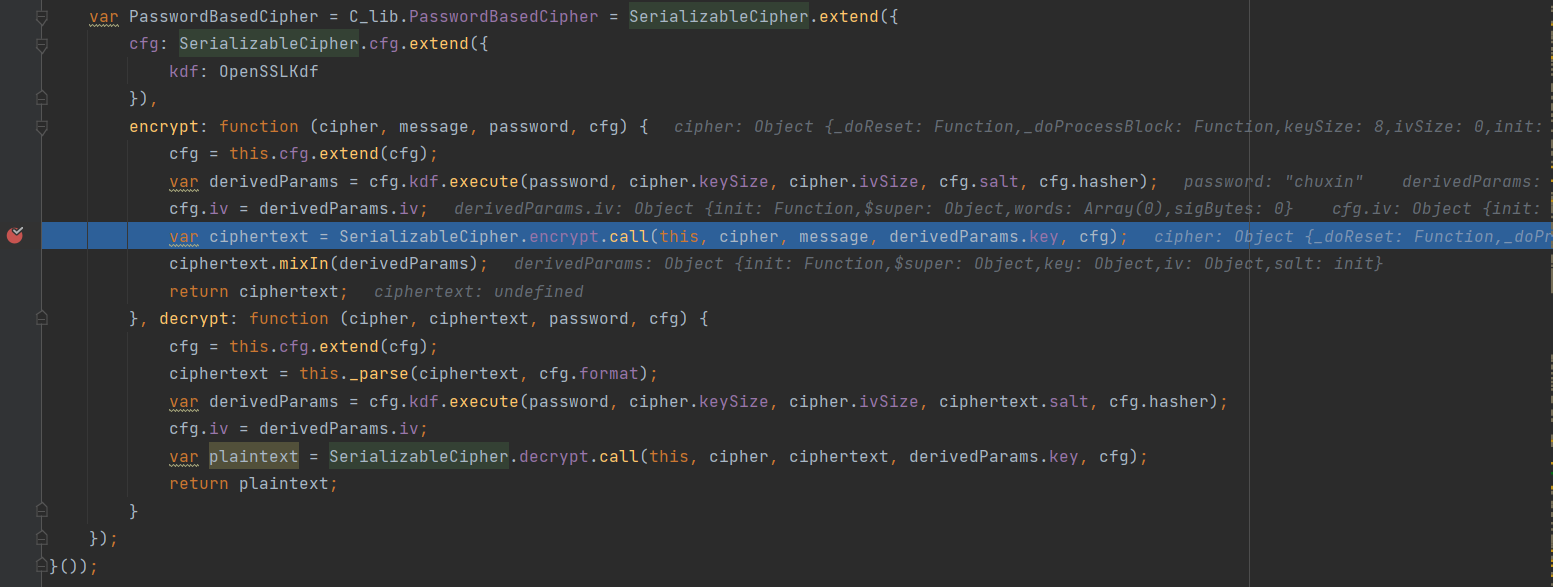 var PasswordBasedCipher = C_lib.PasswordBasedCipher = SerializableCipher.extend({
cfg: SerializableCipher.cfg.extend({
kdf: OpenSSLKdf
}),
encrypt: function (cipher, message, password, cfg) { cipher: Object {_doReset: Function,_doProcessBlock: Function,keySize: 8,ivSize: 0,init:
cfg = this.cfg.extend(cfg);
var derivedParams = cfg.kdf.execute(password, cipher.keySize, cipher.ivSize, cfg.salt, cfg.hasher); password: "chuxin" derivedParams:
cfg.iv = derivedParams.iv; derivedParams.iv: Object {init: Function,$super: Object,words: Array(0),sigBytes: 0} cfg.iv: Object {init:
var ciphertext = SerializableCipher.encrypt.call(this, cipher, message, derivedParams.key, cfg); cipher: Object {_doReset: Function,_doPr
ciphertext.mixIn(derivedParams); derivedParams: Object {init: Function,$super: Object,key: Object,iv: Object,salt: init}
return ciphertext; ciphertext: undefined
}, decrypt: function (cipher, ciphertext, password, cfg) {
cfg = this.cfg.extend(cfg);
ciphertext = this._parse(ciphertext, cfg.format);
var derivedParams = cfg.kdf.execute(password, cipher.keySize, cipher.ivSize, ciphertext.salt, cfg.hasher);
cfg.iv = derivedParams.iv;
var plaintext = SerializableCipher.decrypt.call(this, cipher, ciphertext, derivedParams.key, cfg);
return plaintext;
}
});
}());